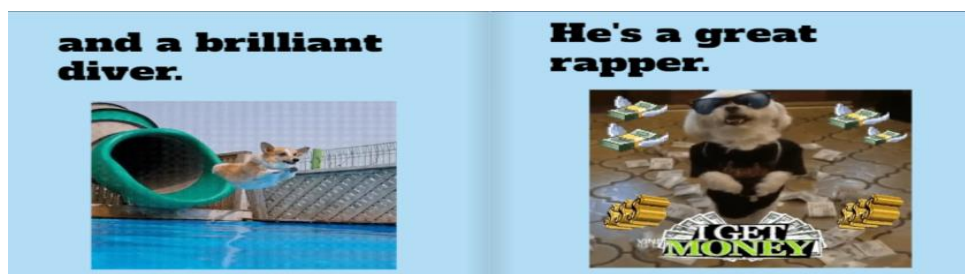 and a brilliant
diver.
He's a great
rapper.
I GET
MONEY